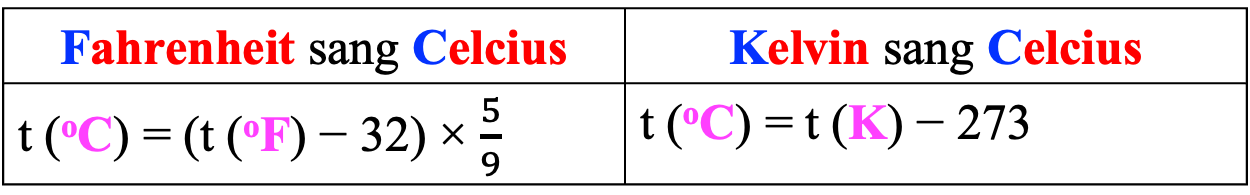 Fahrenheit sang Celcius
Kelvin sang Celcius
t (ºC) = (t (ºF) – 32) × 5/9
t (ºC) = t (K) – 273